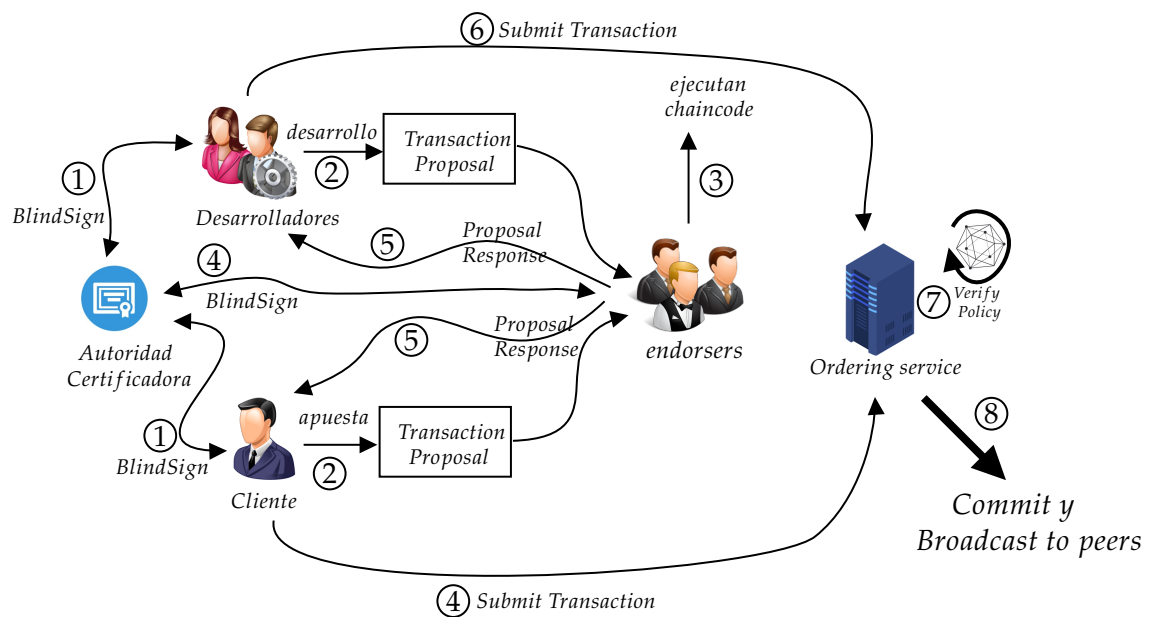 ⑥ Submit Transaction
ejecutan
chaincode
desarrollo
②
Transaction
Proposal
①
BlindSign
③
Desarrolladores
⑤
Proposal
Response
④
BlindSign
⑦
Verify
Policy
Autoridad
Certificadora
⑤
Proposal
Response
endorsers
Ordering service
①
BlindSign
apuesta
②
Transaction
Proposal
Cliente
⑧
Commit y
Broadcast to peers
④ Submit Transaction